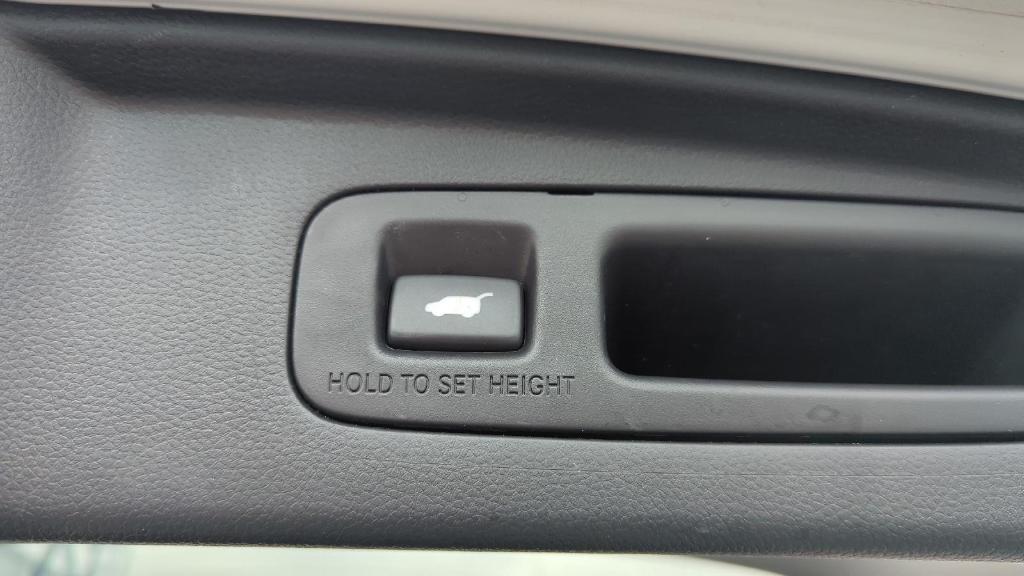 HOLD TO SET HEIGHT